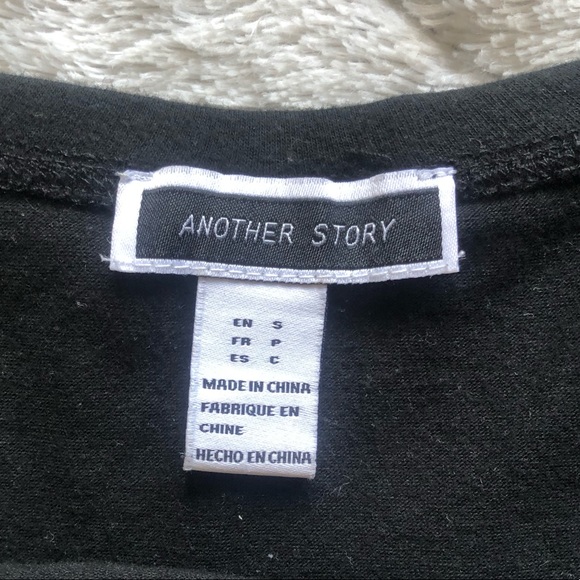 ANOTHER STORY
EN S
FR P
ES C
MADE IN CHINA
FABRIQUE EN
CHINE
HECHO EN CHINA